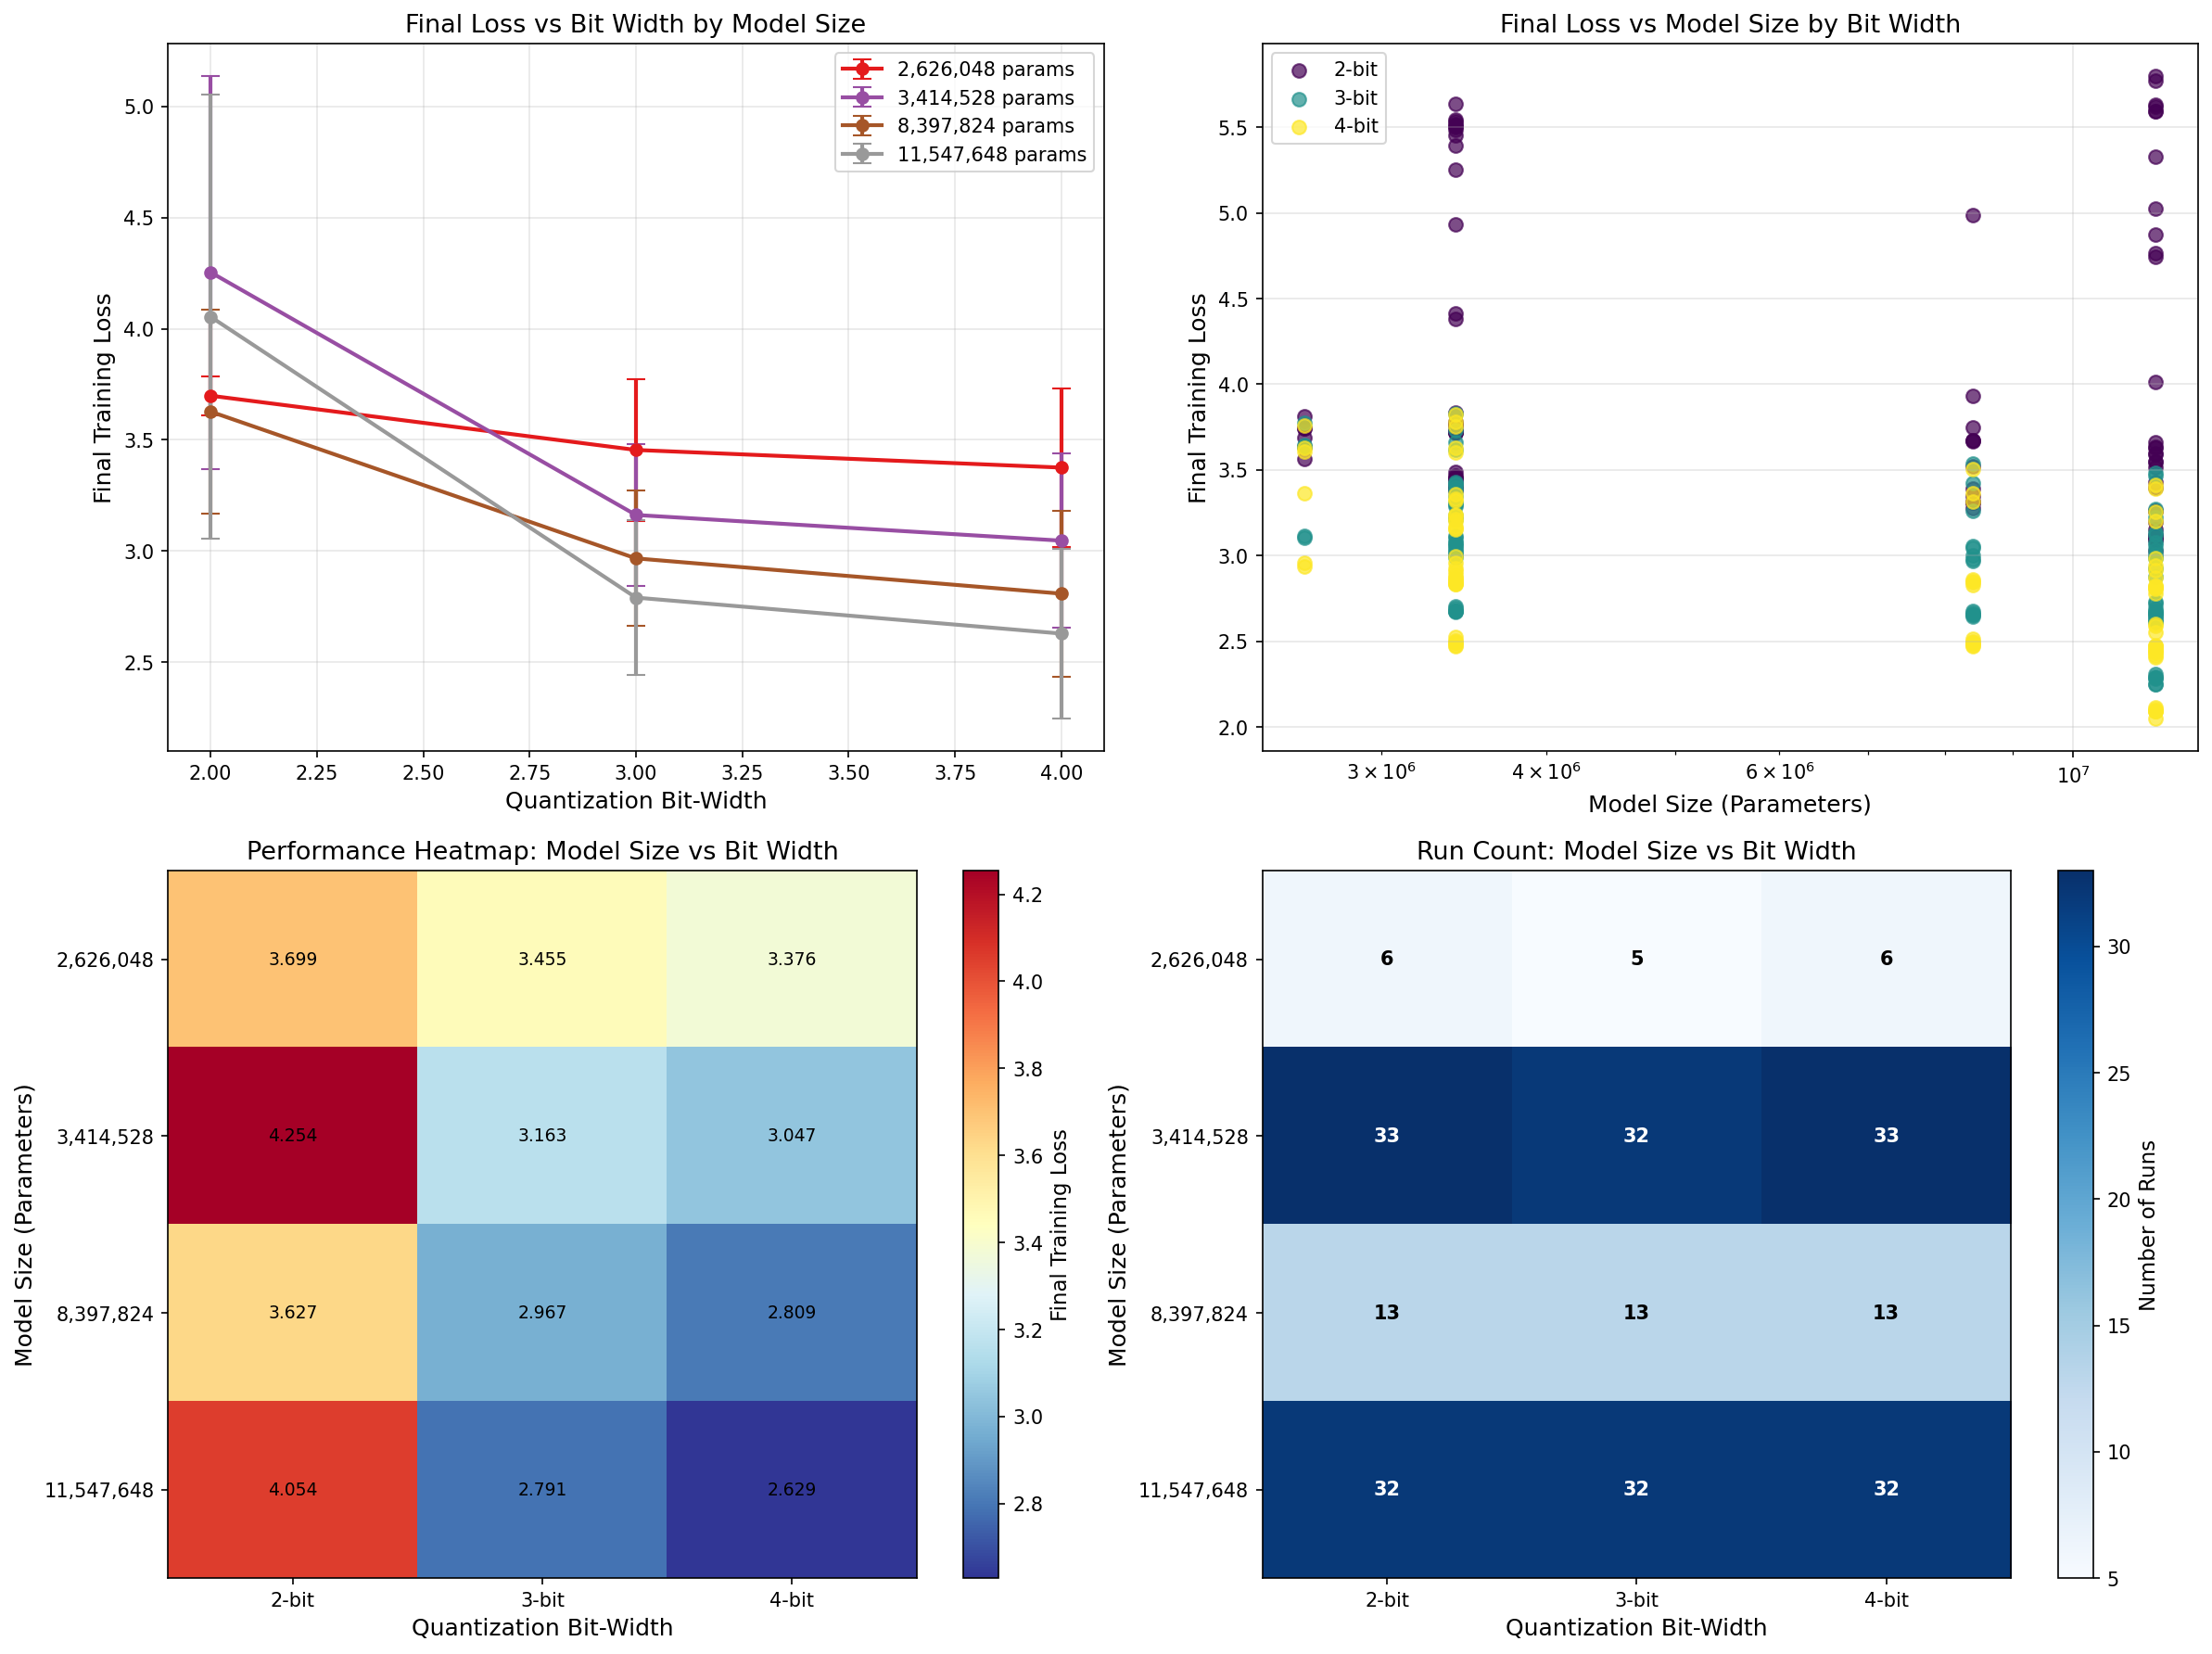 Final Loss vs Bit Width by Model Size
Final Training Loss
5.0
4.5
4.0
3.5
3.0
2.5
2,626,048 params
3,414,528 params
8,397,824 params
11,547,648 params
2.00 2.25 2.50 2.75 3.00 3.25 3.50 3.75 4.00
Quantization Bit-Width
Final Loss vs Model Size by Bit Width
Final Training Loss
5.5
5.0
4.5
4.0
3.5
3.0
2.5
2.0
2-bit
3-bit
4-bit
3 × 10⁶ 4 × 10⁶ 6 × 10⁶ 10⁷
Model Size (Parameters)
Performance Heatmap: Model Size vs Bit Width
Model Size (Parameters)
2,626,048 3.699 3.455 3.376
3,414,528 4.254 3.163 3.047
8,397,824 3.627 2.967 2.809
11,547,648 4.054 2.791 2.629
2-bit 3-bit 4-bit
Quantization Bit-Width
4.2
4.0
3.8
3.6
3.4
3.2
3.0
2.8
Final Training Loss
Run Count: Model Size vs Bit Width
Model Size (Parameters)
2,626,048 6 5 6
3,414,528 33 32 33
8,397,824 13 13 13
11,547,648 32 32 32
2-bit 3-bit 4-bit
Quantization Bit-Width
30
25
20
15
10
5
Number of Runs